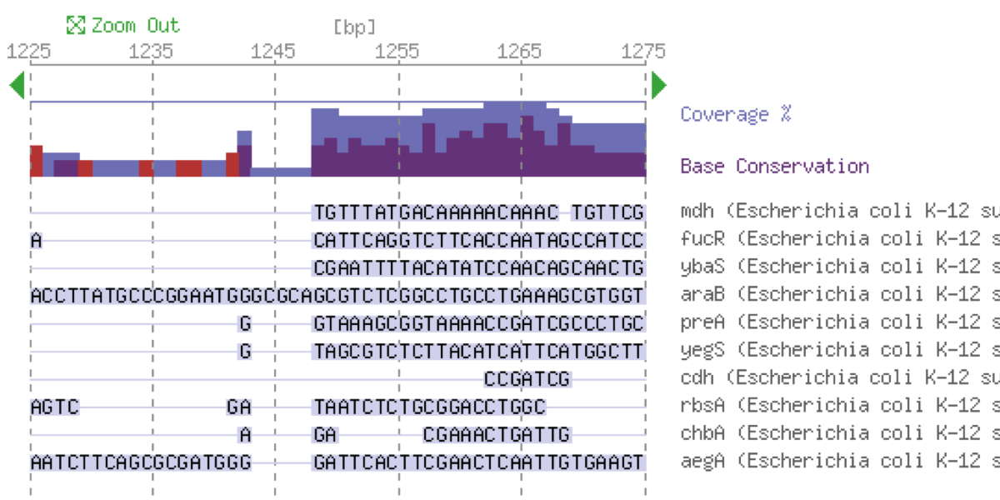 Zoom Out [bp]
1225 1235 1245 1255 1265 1275
Coverage %
Base Conservation
TGTTTATGACAAAAACAAAC TGTTCG mdh (Escherichia coli K-12 su
A CATTCAGGTCTTCACCAATAGCCATCC fucR (Escherichia coli K-12 s
CGAATTTTACATATCCAACAGCAACTG ybaS (Escherichia coli K-12 s
ACCTTATGCCCGGAATGGGCGCAGCGTCTCGGCCTGCCTGAAAGCGTGGT araB (Escherichia coli K-12 s
G GTAAAGCGGTAAAACCGATCGCCCTGC preA (Escherichia coli K-12 s
G TAGCGTCTCTTACATCATTCATGGCTT yegS (Escherichia coli K-12 s
CCGATCG cdh (Escherichia coli K-12 su
AGTC GA TAATCTCTGCGGACCTGGC rbsA (Escherichia coli K-12 s
A GA CGAAACTGATTG chbA (Escherichia coli K-12 s
AATCTTCAGCGCGATGGG GATTCACTTCGAACTCAATTGTGAAGT aegA (Escherichia coli K-12 s